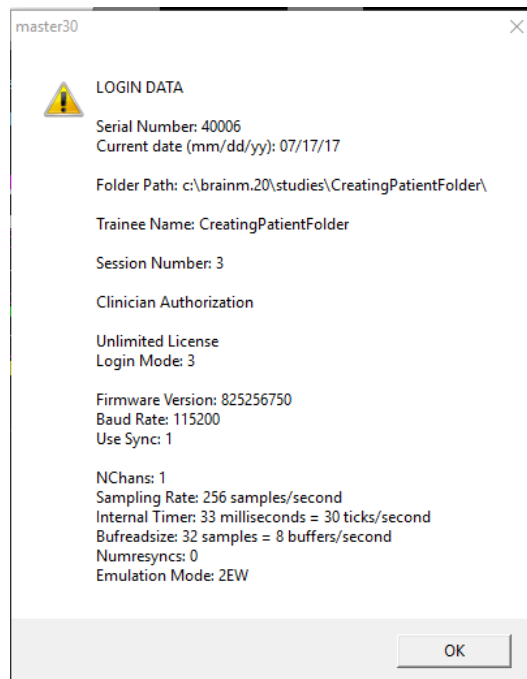 master30
LOGIN DATA
Serial Number: 40006
Current date (mm/dd/yy): 07/17/17
Folder Path: c:\brainm.20\studies\CreatingPatientFolder\
Trainee Name: CreatingPatientFolder
Session Number: 3
Clinician Authorization
Unlimited License
Login Mode: 3
Firmware Version: 825256750
Baud Rate: 115200
Use Sync: 1
NChans: 1
Sampling Rate: 256 samples/second
Internal Timer: 33 milliseconds = 30 ticks/second
Bufreadsize: 32 samples = 8 buffers/second
Numresyncs: 0
Emulation Mode: 2EW
OK